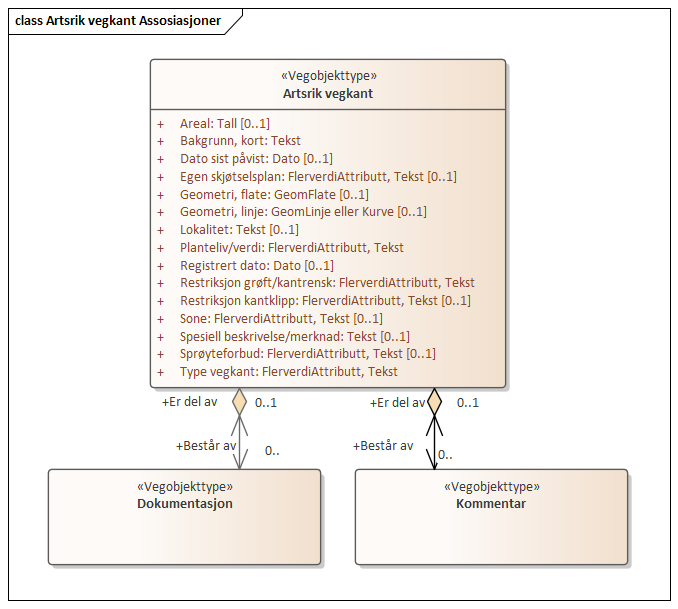 class Artsrik vegkant Assosiasjoner
«Vegobjekttype»
Artsrik vegkant
+ Areal: Tall [0..1]
+ Bakgrunn, kort: Tekst
+ Dato sist påvist: Dato [0..1]
+ Egen skjøtselsplan: FlerverdiAttributt, Tekst [0..1]
+ Geometri, flate: GeomFlate [0..1]
+ Geometri, linje: GeomLinje eller Kurve [0..1]
+ Lokalitet: Tekst [0..1]
+ Planteliv/verdi: FlerverdiAttributt, Tekst
+ Registrert dato: Dato [0..1]
+ Restriksjon grøft/kantrensk: FlerverdiAttributt, Tekst
+ Restriksjon kantklipp: FlerverdiAttributt, Tekst [0..1]
+ Sone: FlerverdiAttributt, Tekst [0..1]
+ Spesiell beskrivelse/merknad: Tekst [0..1]
+ Sprøyteforbud: FlerverdiAttributt, Tekst [0..1]
+ Type vegkant: FlerverdiAttributt, Tekst
+Er del av 0..1 +Er del av 0..1
+Består av 0.. +Består av 0..
«Vegobjekttype» «Vegobjekttype»
Dokumentasjon Kommentar